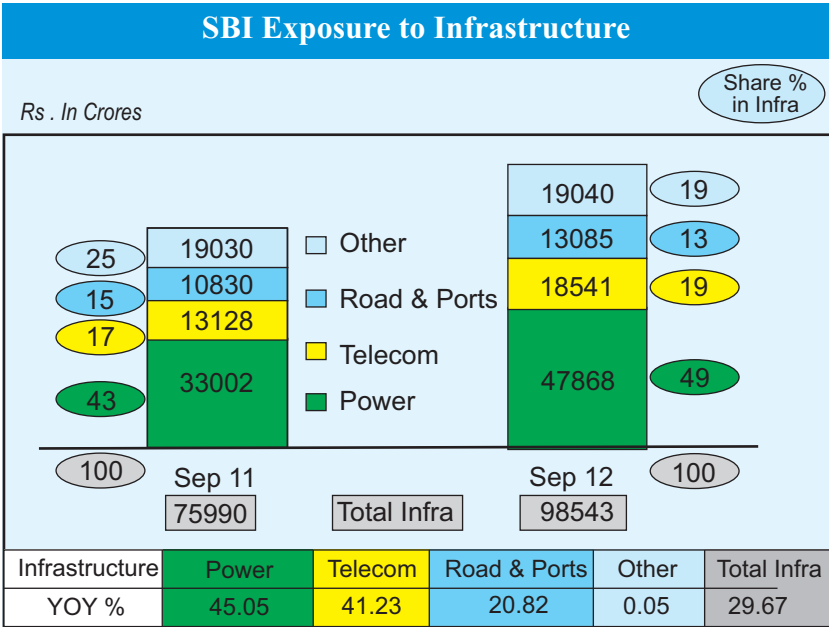 SBI Exposure to Infrastructure
Share %
in Infra
Rs . In Crores
19040
19
19030
Other
25
13085
13
10830
Road & Ports
15
18541
19
13128
17
Telecom
33002
47868
49
43
Power
100
Sep 11
Sep 12
100
75990
Total Infra
98543
Infrastructure Power Telecom Road & Ports Other Total Infra
YOY % 45.05 41.23 20.82 0.05 29.67